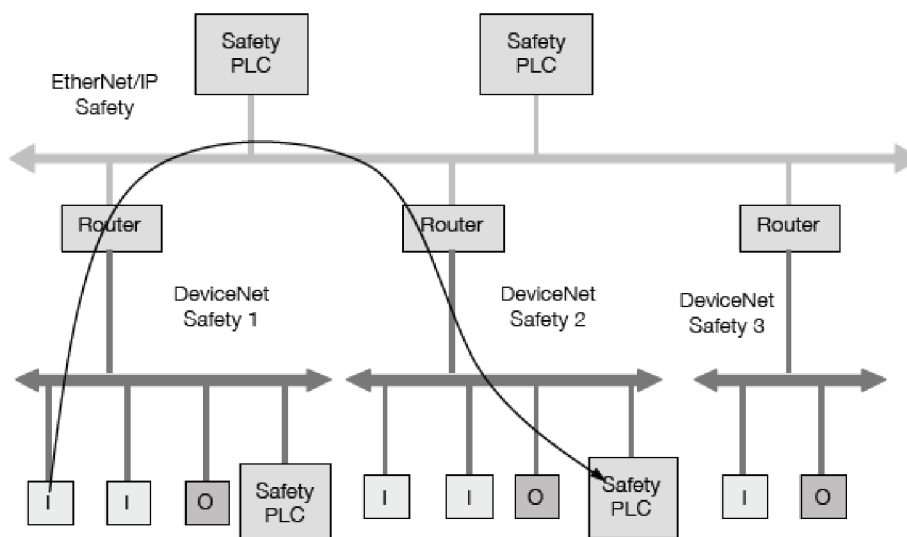 Safety
PLC
Safety
PLC
EtherNet/IP
Safety
Router
Router
Router
DeviceNet
Safety 1
DeviceNet
Safety 2
DeviceNet
Safety 3
I
I
O
Safety
PLC
I
I
O
Safety
PLC
I
O